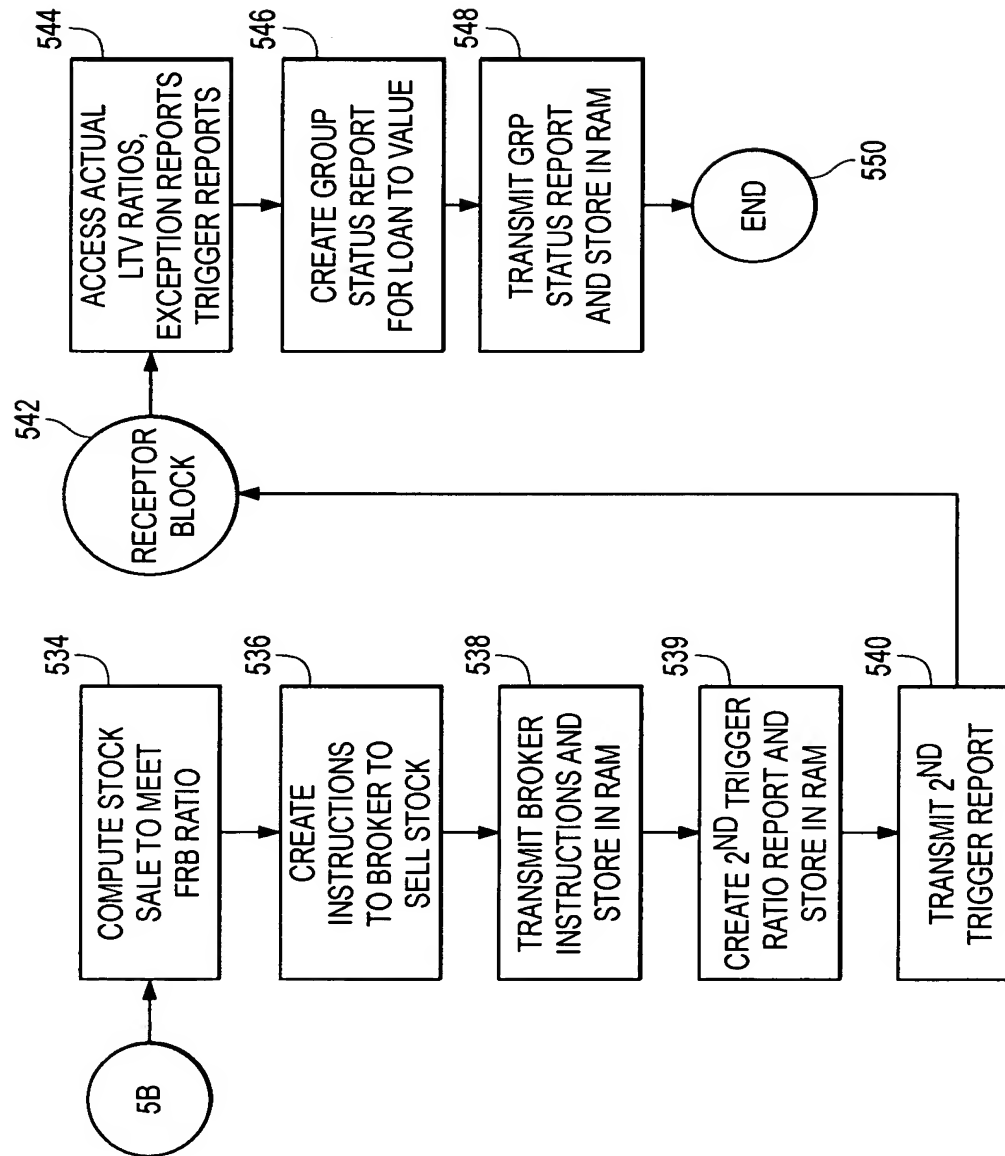 5B
534
COMPUTE STOCK
SALE TO MEET
FRB RATIO
536
CREATE
INSTRUCTIONS
TO BROKER TO
SELL STOCK
538
TRANSMIT BROKER
INSTRUCTIONS AND
STORE IN RAM
539
CREATE 2ND TRIGGER
RATIO REPORT AND
STORE IN RAM
540
TRANSMIT 2ND
TRIGGER REPORT
542
RECEPTOR
BLOCK
544
ACCESS ACTUAL
LTV RATIOS,
EXCEPTION REPORTS
TRIGGER REPORTS
546
CREATE GROUP
STATUS REPORT
FOR LOAN TO VALUE
548
TRANSMIT GRP
STATUS REPORT
AND STORE IN RAM
550
END